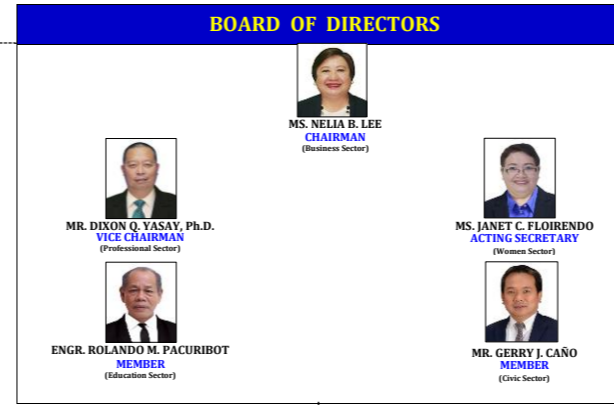 BOARD OF DIRECTORS
MS. NELIA B. LEE
CHAIRMAN
(Business Sector)
MR. DIXON Q. YASAY, Ph.D.
VICE CHAIRMAN
(Professional Sector)
MS. JANET C. FLOIRENDO
ACTING SECRETARY
(Women Sector)
ENGR. ROLANDO M. PACURIBOT
MEMBER
(Education Sector)
MR. GERRY J. CAÑO
MEMBER
(Civic Sector)